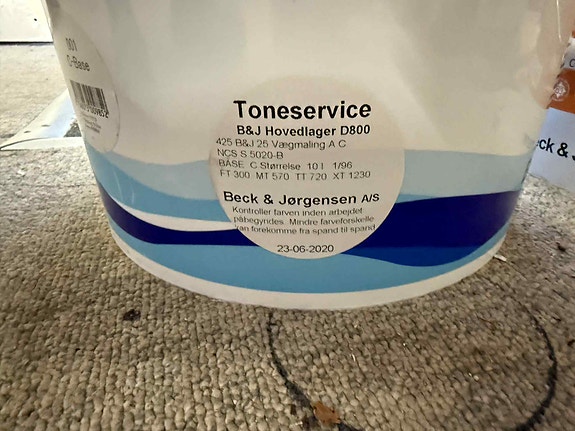 001
C-Base
Toneservice
B&J Hovedlager D800
425 B&J 25 Vægmaling A C
NCS S 5020-B
BASE C Størrelse 10 l 1/96
FT 300 MT 570 TT 720 XT 1230
Beck & Jørgensen A/S
Kontroller farven inden arbejdet
påbegyndes. Mindre farveforskelle
kan forekomme fra spand til spand
23-06-2020
Beck & J